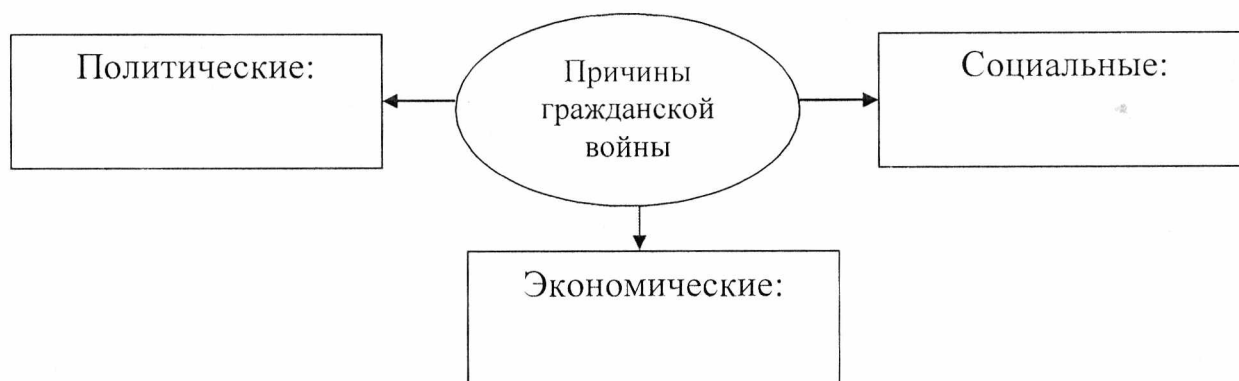 Политические:
Причины
гражданской
войны
Социальные:
Экономические: